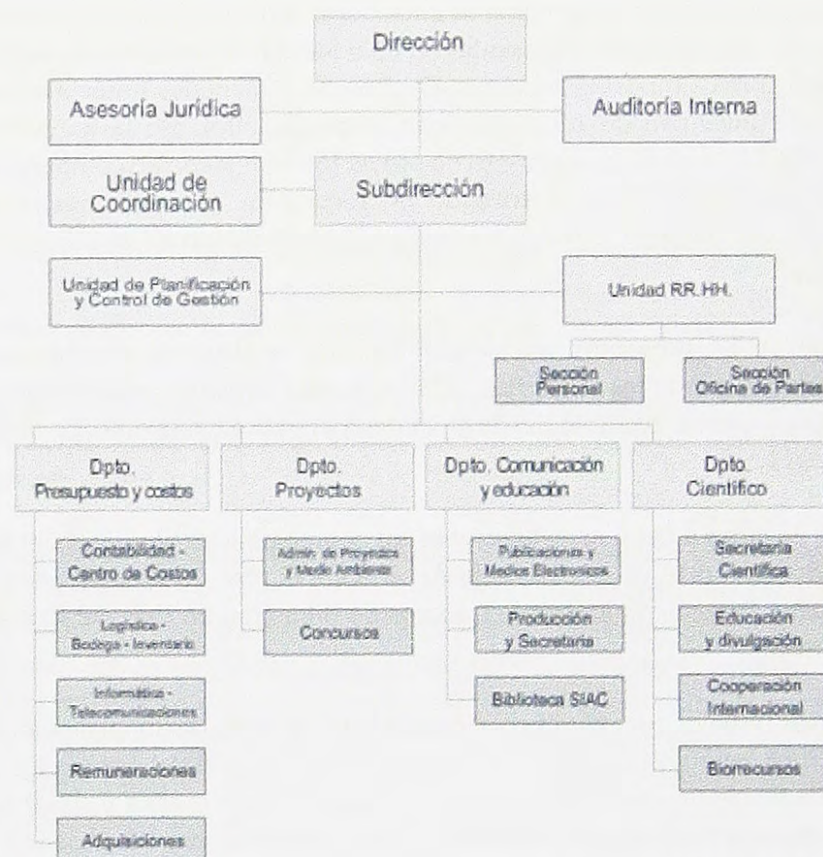 Dirección
Asesoría Jurídica
Auditoría Interna
Unidad de
Coordinación
Subdirección
Unidad de Planificación
y Control de Gestión
Unidad RR.HH.
Sección
Personal
Sección
Oficina de Partes
Dpto.
Presupuesto y costos
Dpto.
Proyectos
Dpto. Comunicación
y educación
Dpto.
Científico
Contabilidad -
Centro de Costos
Logística -
Bodega - Inventario
Informática -
Telecomunicaciones
Remuneraciones
Adquisiciones
Admin. de Proyectos
y Medio Ambiente
Concursos
Publicaciones y
Medios Electronicos
Producción
y Secretaria
Biblioteca SIAC
Secretaria
Científica
Educación
y divulgación
Cooperación
Internacional
Biorrecursos